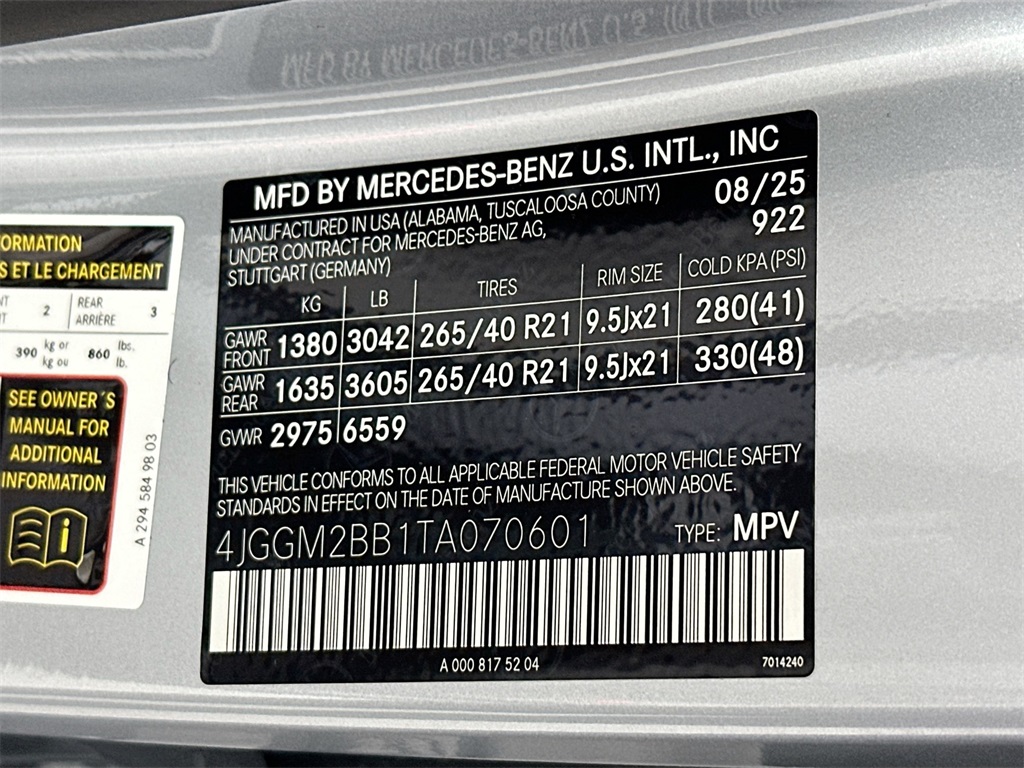 MFD BY MERCEDES-BENZ U.S. INTL., INC
MANUFACTURED IN USA (ALABAMA, TUSCALOOSA COUNTY)
UNDER CONTRACT FOR MERCEDES-BENZ AG,
STUTTGART (GERMANY)
08/25
922
KG LB TIRES RIM SIZE COLD KPA (PSI)
GAWR FRONT 1380 3042 265/40 R21 9.5Jx21 280(41)
GAWR REAR 1635 3605 265/40 R21 9.5Jx21 330(48)
GVWR 2975 6559
THIS VEHICLE CONFORMS TO ALL APPLICABLE FEDERAL MOTOR VEHICLE SAFETY
STANDARDS IN EFFECT ON THE DATE OF MANUFACTURE SHOWN ABOVE.
4JGGM2BB1TA070601 TYPE: MPV
A 000 817 52 04 7014240
ORMATION
S ET LE CHARGEMENT
2 REAR ARRIÈRE 3
390 kg or kg ou 860 lbs. lb.
SEE OWNER´S
MANUAL FOR
ADDITIONAL
INFORMATION
A 294 584 98 03